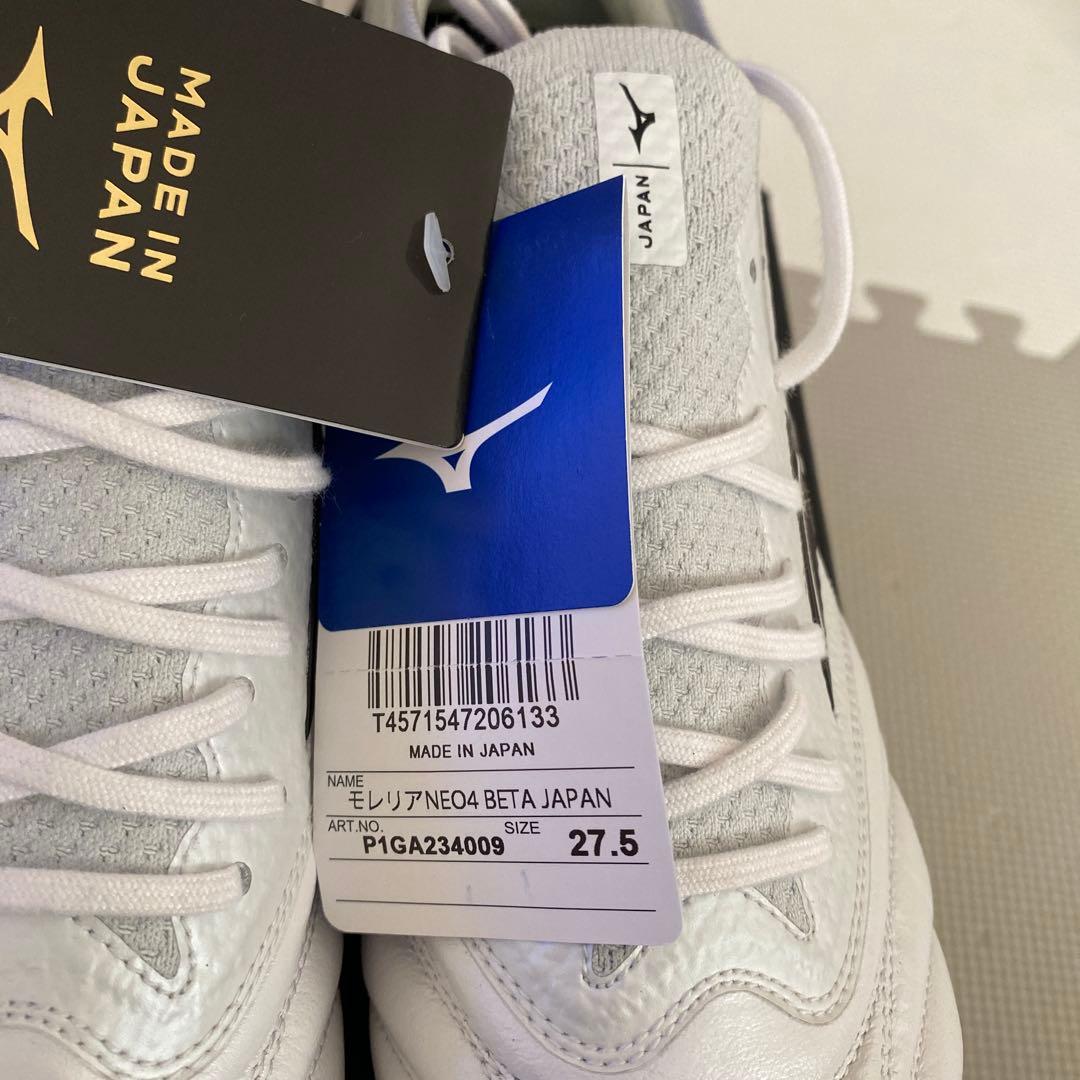 MADE IN
JAPAN
JAPAN
T4571547206133
MADE IN JAPAN
NAME
モレリアNEO4 BETA JAPAN
ART.NO.
P1GA234009
SIZE
27.5